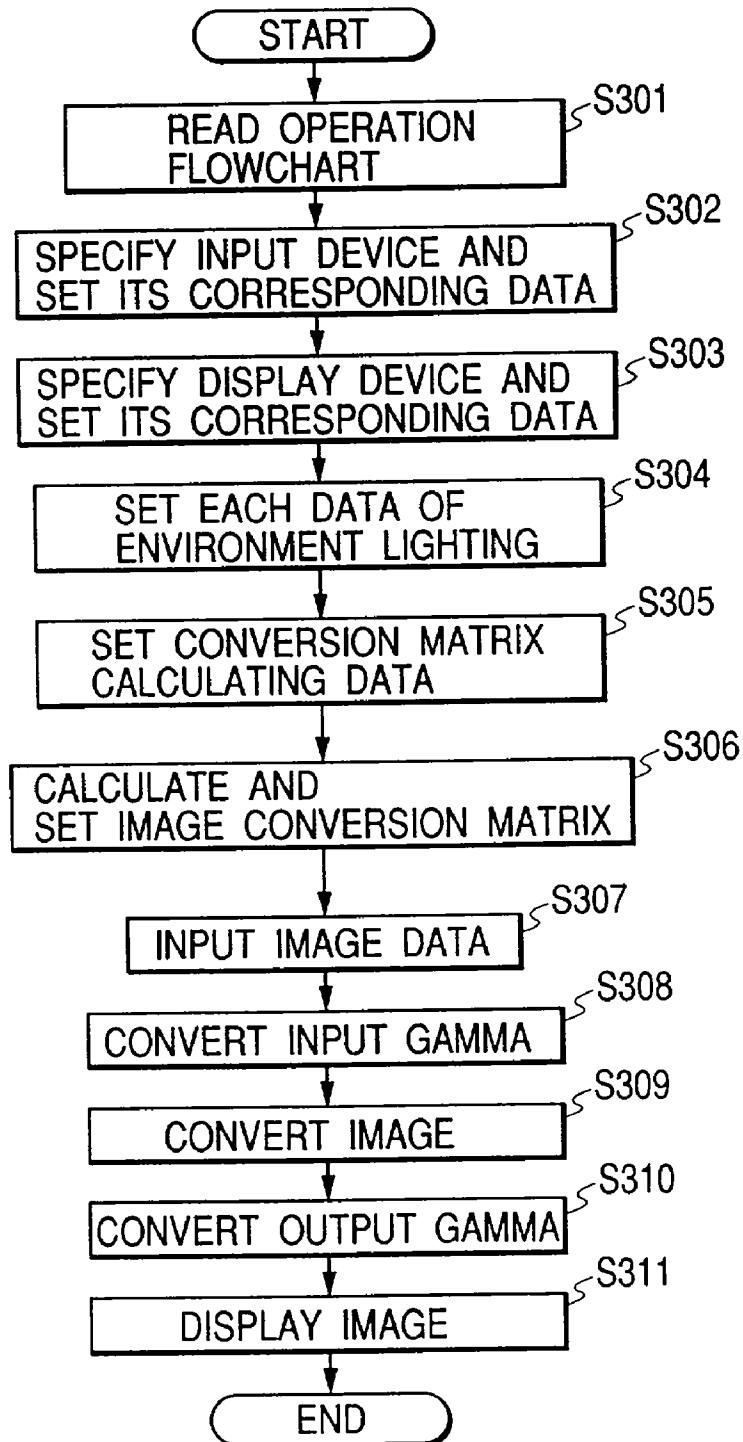 START
S301
READ OPERATION
FLOWCHART
S302
SPECIFY INPUT DEVICE AND
SET ITS CORRESPONDING DATA
S303
SPECIFY DISPLAY DEVICE AND
SET ITS CORRESPONDING DATA
S304
SET EACH DATA OF
ENVIRONMENT LIGHTING
S305
SET CONVERSION MATRIX
CALCULATING DATA
S306
CALCULATE AND
SET IMAGE CONVERSION MATRIX
S307
INPUT IMAGE DATA
S308
CONVERT INPUT GAMMA
S309
CONVERT IMAGE
S310
CONVERT OUTPUT GAMMA
S311
DISPLAY IMAGE
END